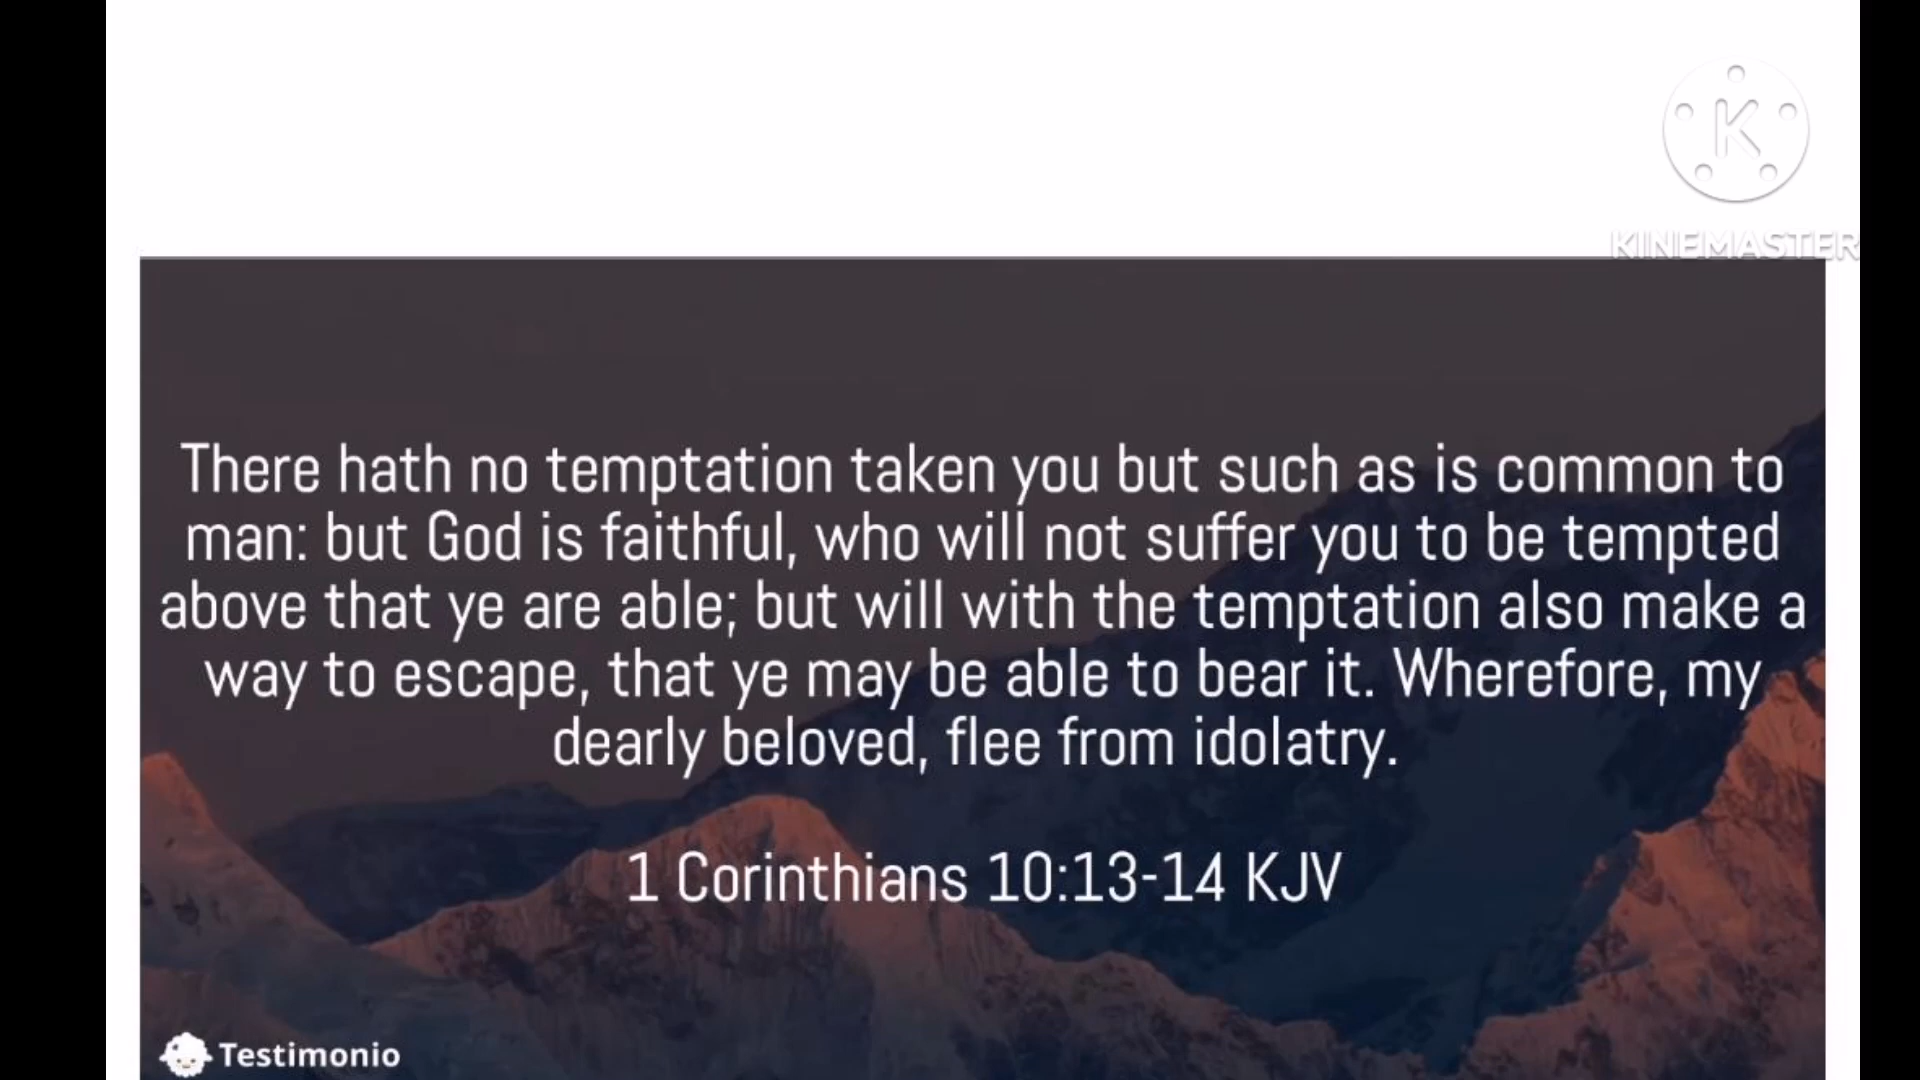 K
KINEMASTER
There hath no temptation taken you but such as is common to
man: but God is faithful, who will not suffer you to be tempted
above that ye are able; but will with the temptation also make a
way to escape, that ye may be able to bear it. Wherefore, my
dearly beloved, flee from idolatry.
1 Corinthians 10:13-14 KJV
Testimonio